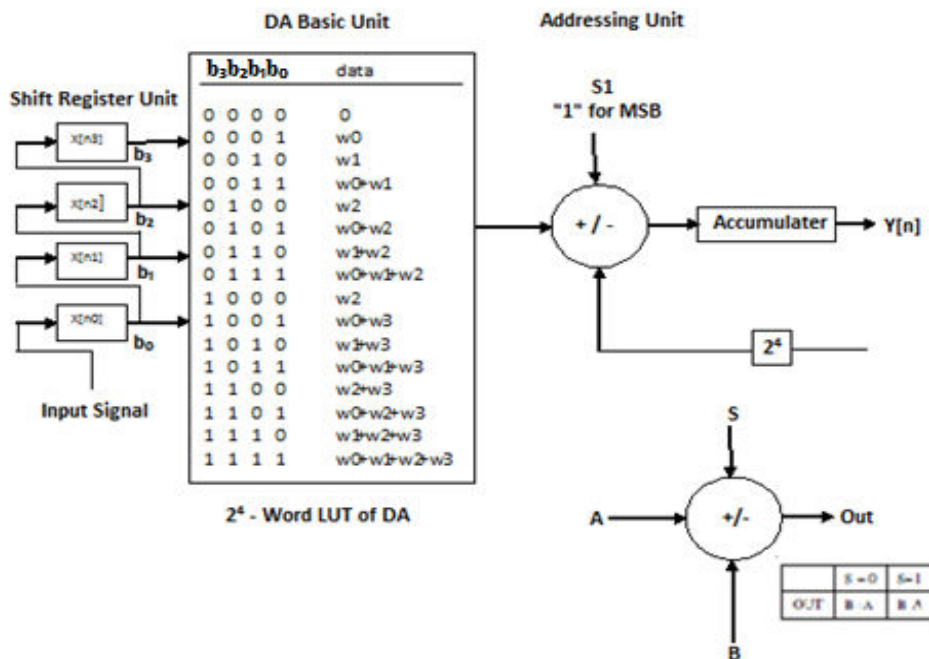 DA Basic Unit
Addressing Unit
Shift Register Unit
X[n3]
b3
X[n2]
b2
X[n1]
b1
X[n0]
b0
Input Signal
b3b2b1b0 data
0 0 0 0 0
0 0 0 1 w0
0 0 1 0 w1
0 0 1 1 w0+w1
0 1 0 0 w2
0 1 0 1 w0+w2
0 1 1 0 w1+w2
0 1 1 1 w0+w1+w2
1 0 0 0 w2
1 0 0 1 w0+w3
1 0 1 0 w1+w3
1 0 1 1 w0+w1+w3
1 1 0 0 w2+w3
1 1 0 1 w0+w2+w3
1 1 1 0 w1+w2+w3
1 1 1 1 w0+w1+w2+w3
2⁴ - Word LUT of DA
S1
"1" for MSB
+ / -
Accumulater
Y[n]
2⁴
S
A
+/-
Out
B
S = 0 S=1
OUT